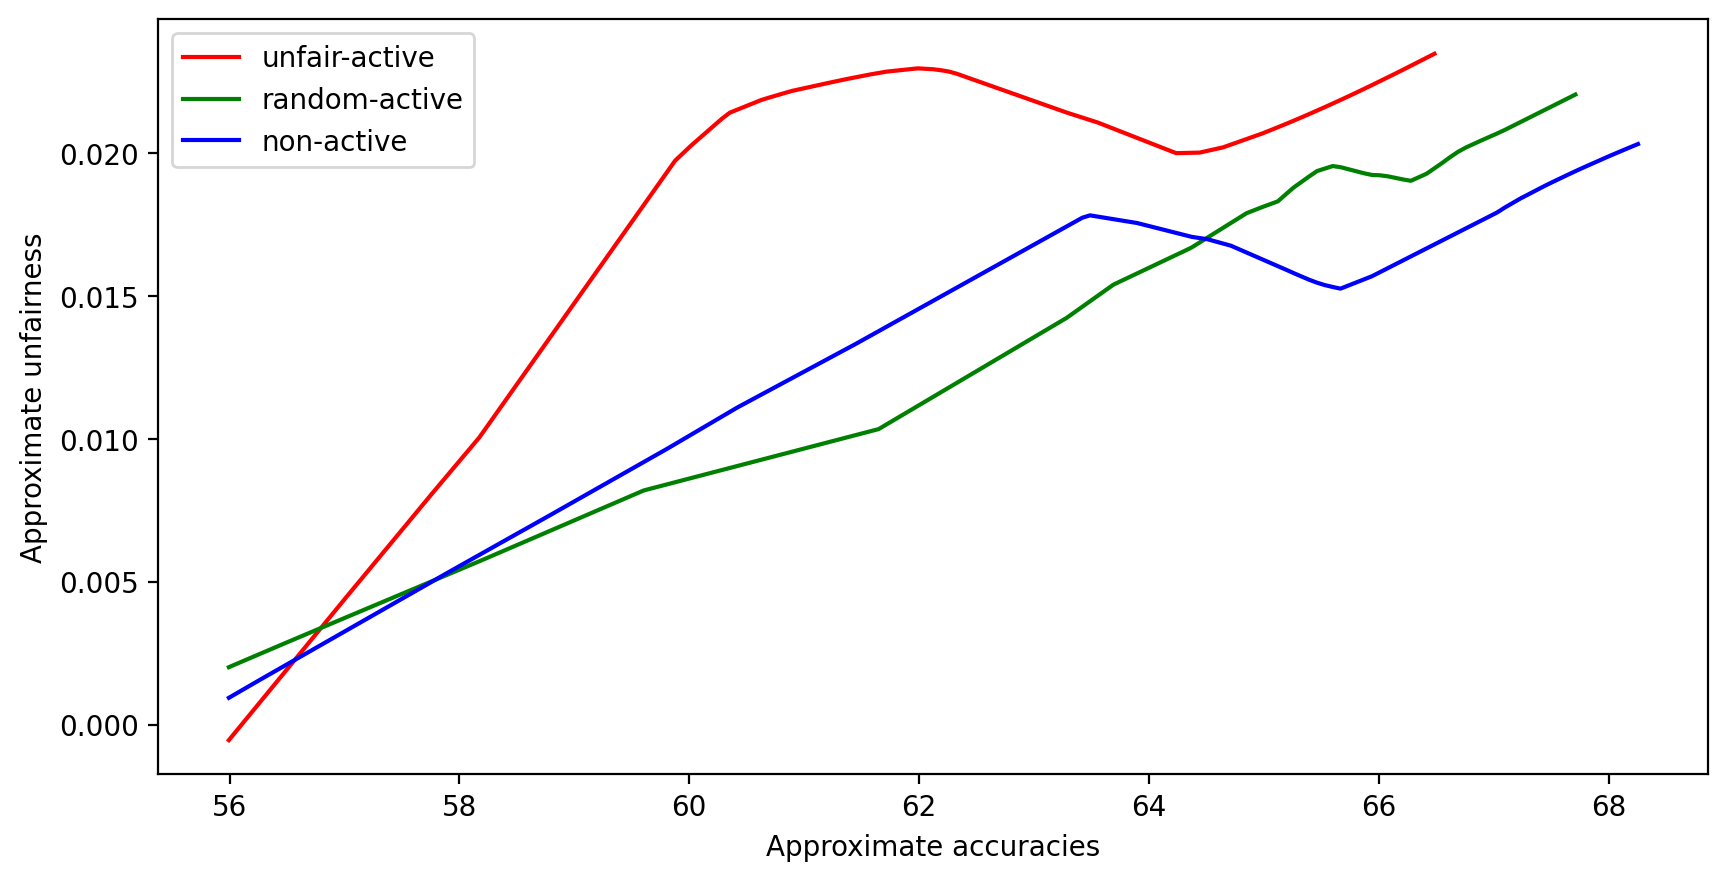 unfair-active
random-active
non-active
Approximate unfairness
0.020
0.015
0.010
0.005
0.000
56 58 60 62 64 66 68
Approximate accuracies